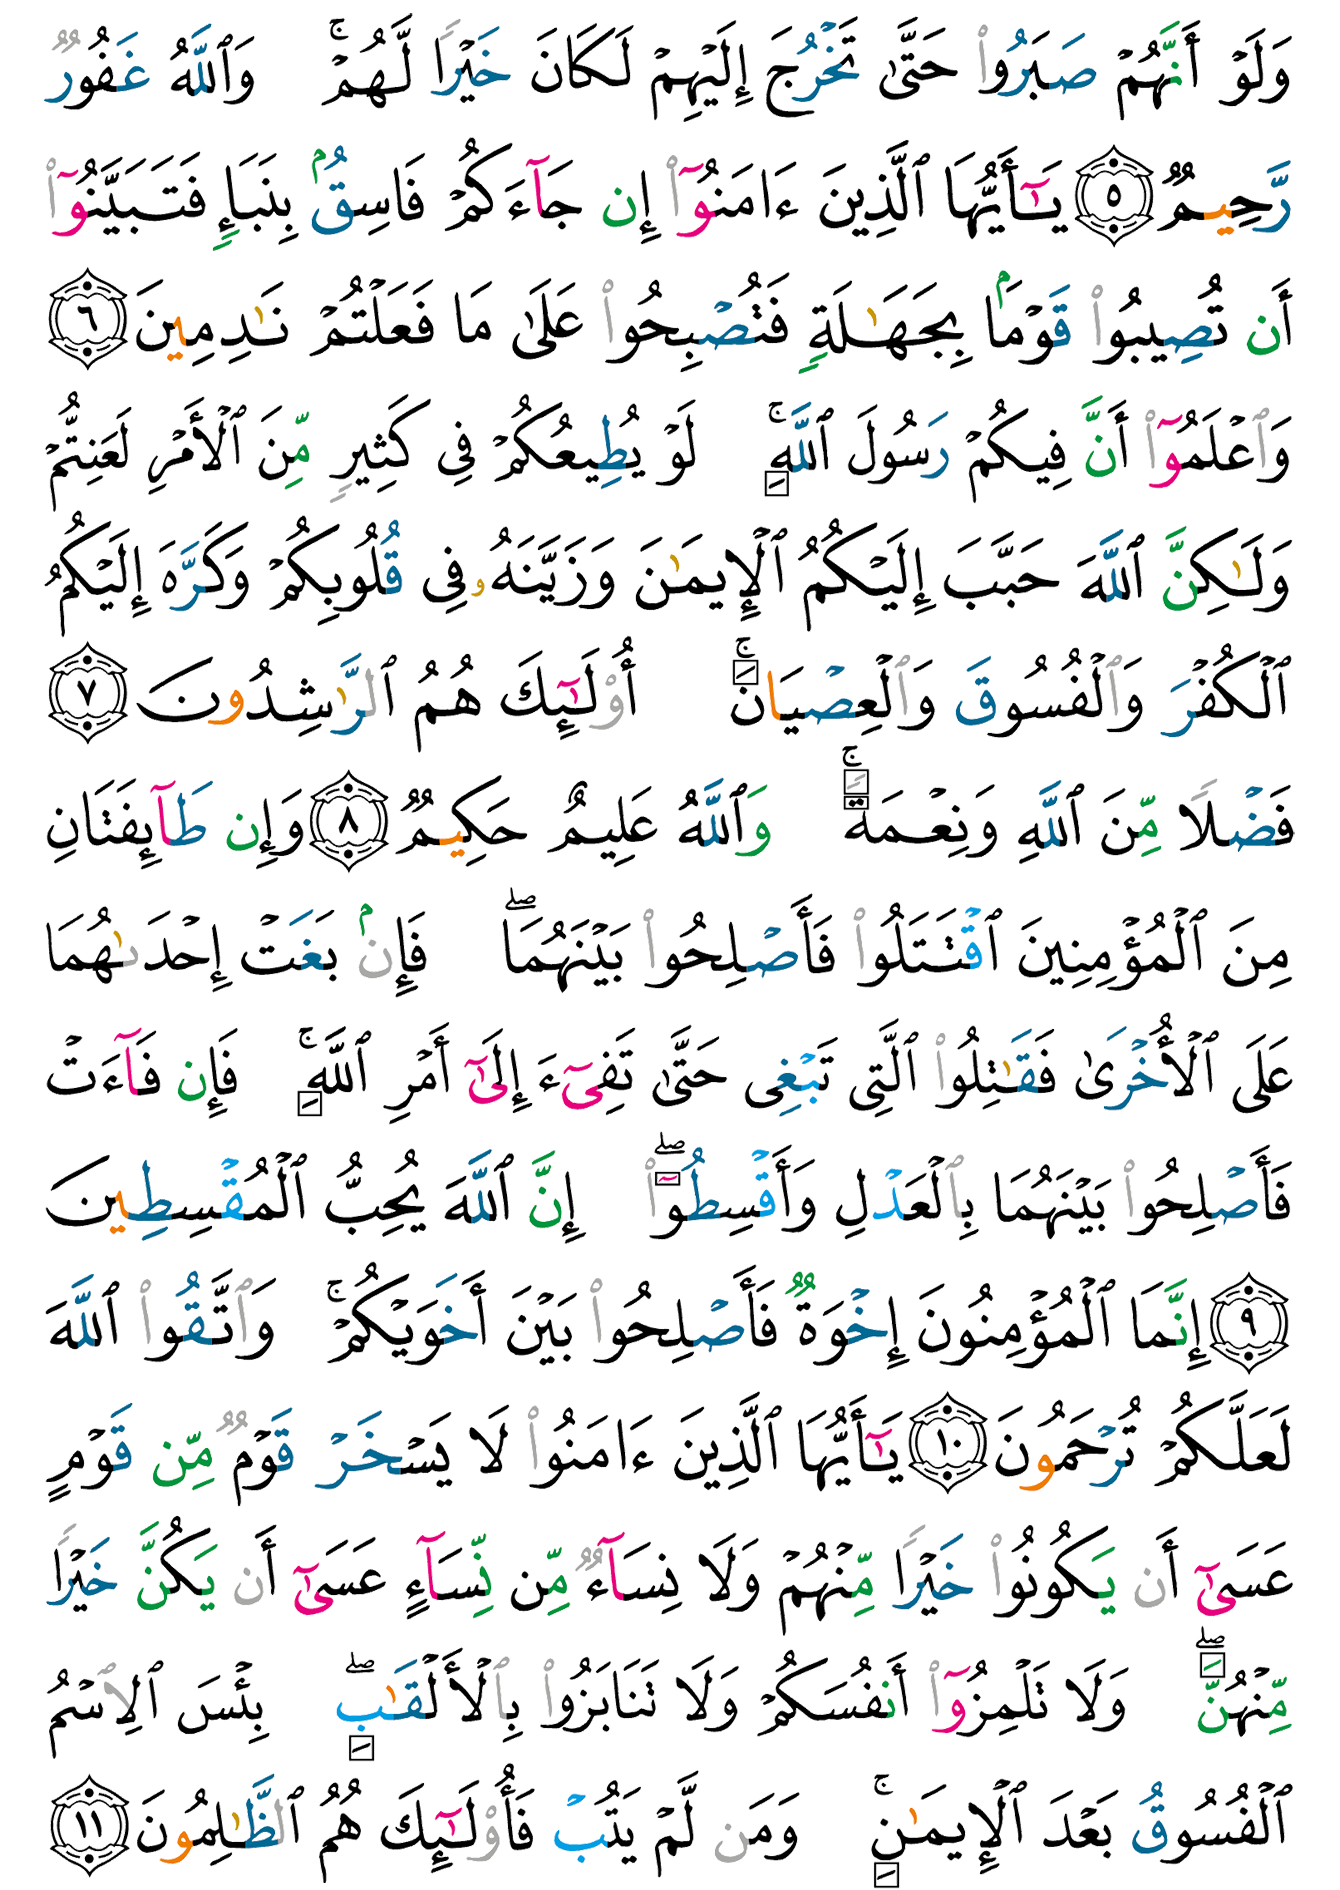 وَلَوْ أَنَّهُمْ صَبَرُوا۟ حَتَّىٰ تَخْرُجَ إِلَيْهِمْ لَكَانَ خَيْرًا لَّهُمْ ۚ وَٱللَّهُ غَفُورٌ
رَّحِيمٌ ٥ يَـٰٓأَيُّهَا ٱلَّذِينَ ءَامَنُوٓا۟ إِن جَآءَكُمْ فَاسِقٌۢ بِنَبَإٍ فَتَبَيَّنُوٓا۟
أَن تُصِيبُوا۟ قَوْمًۢا بِجَهَـٰلَةٍ فَتُصْبِحُوا۟ عَلَىٰ مَا فَعَلْتُمْ نَـٰدِمِينَ ٦
وَٱعْلَمُوٓا۟ أَنَّ فِيكُمْ رَسُولَ ٱللَّهِ ۚ لَوْ يُطِيعُكُمْ فِى كَثِيرٍ مِّنَ ٱلْأَمْرِ لَعَنِتُّمْ
وَلَـٰكِنَّ ٱللَّهَ حَبَّبَ إِلَيْكُمُ ٱلْإِيمَـٰنَ وَزَيَّنَهُۥ فِى قُلُوبِكُمْ وَكَرَّهَ إِلَيْكُمُ
ٱلْكُفْرَ وَٱلْفُسُوقَ وَٱلْعِصْيَانَ ۚ أُو۟لَـٰٓئِكَ هُمُ ٱلرَّٰشِدُونَ ٧
فَضْلًا مِّنَ ٱللَّهِ وَنِعْمَةً ۚ وَٱللَّهُ عَلِيمٌ حَكِيمٌ ٨ وَإِن طَآئِفَتَانِ
مِنَ ٱلْمُؤْمِنِينَ ٱقْتَتَلُوا۟ فَأَصْلِحُوا۟ بَيْنَهُمَا ۖ فَإِنۢ بَغَتْ إِحْدَىٰهُمَا
عَلَى ٱلْأُخْرَىٰ فَقَـٰتِلُوا۟ ٱلَّتِى تَبْغِى حَتَّىٰ تَفِىٓءَ إِلَىٰٓ أَمْرِ ٱللَّهِ ۚ فَإِن فَآءَتْ
فَأَصْلِحُوا۟ بَيْنَهُمَا بِٱلْعَدْلِ وَأَقْسِطُوٓا۟ ۖ إِنَّ ٱللَّهَ يُحِبُّ ٱلْمُقْسِطِينَ
٩ إِنَّمَا ٱلْمُؤْمِنُونَ إِخْوَةٌ فَأَصْلِحُوا۟ بَيْنَ أَخَوَيْكُمْ ۚ وَٱتَّقُوا۟ ٱللَّهَ
لَعَلَّكُمْ تُرْحَمُونَ ١٠ يَـٰٓأَيُّهَا ٱلَّذِينَ ءَامَنُوا۟ لَا يَسْخَرْ قَوْمٌ مِّن قَوْمٍ
عَسَىٰٓ أَن يَكُونُوا۟ خَيْرًا مِّنْهُمْ وَلَا نِسَآءٌ مِّن نِّسَآءٍ عَسَىٰٓ أَن يَكُنَّ خَيْرًا
مِّنْهُنَّ ۖ وَلَا تَلْمِزُوٓا۟ أَنفُسَكُمْ وَلَا تَنَابَزُوا۟ بِٱلْأَلْقَـٰبِ ۖ بِئْسَ ٱلِٱسْمُ
ٱلْفُسُوقُ بَعْدَ ٱلْإِيمَـٰنِ ۚ وَمَن لَّمْ يَتُبْ فَأُو۟لَـٰٓئِكَ هُمُ ٱلظَّـٰلِمُونَ ١١